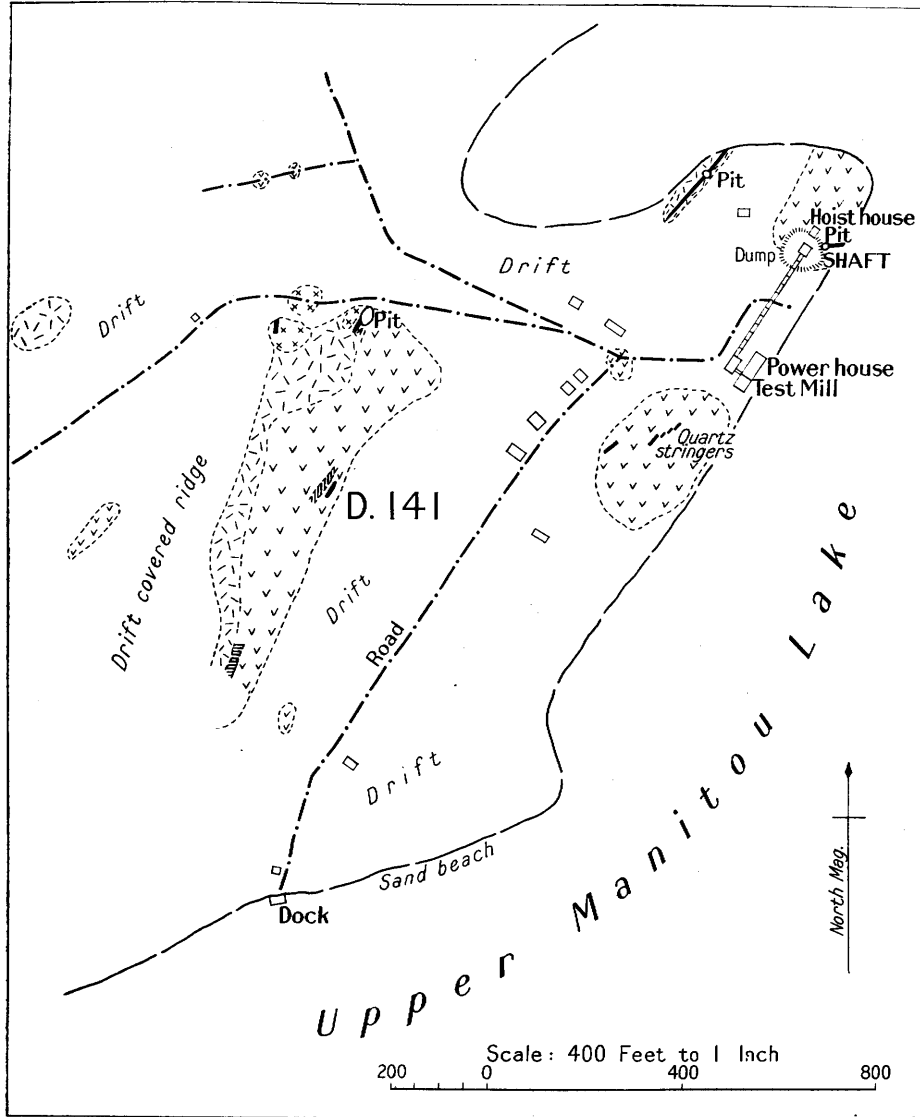 Pit
Hoist house
Pit
Dump
SHAFT
Drift
Drift
Pit
Power house
Test Mill
Quartz
stringers
D. 141
Drift covered ridge
Drift
Road
Drift
Sand beach
Dock
Upper Manitou Lake
North Mag.
Scale: 400 Feet to 1 Inch
200 0 400 800